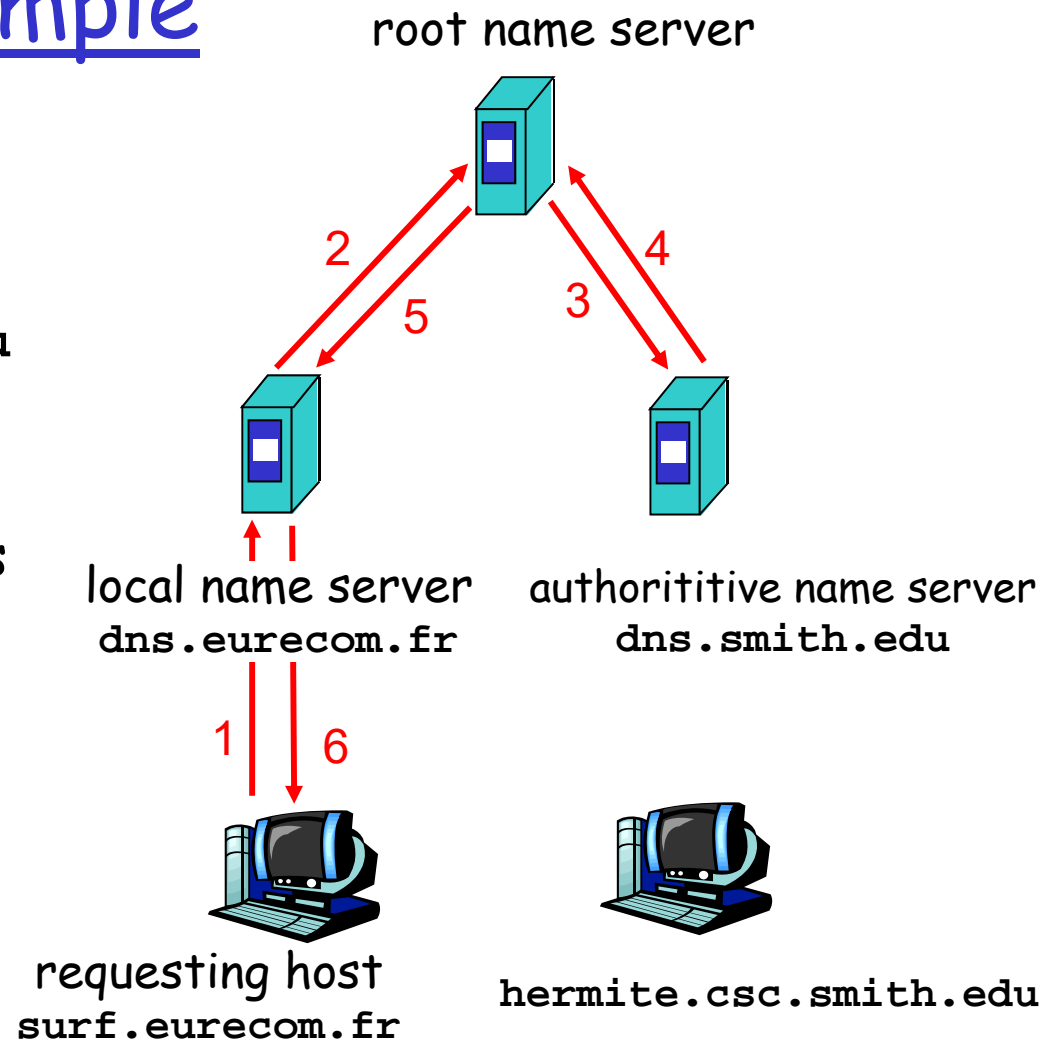 root name server
2
5
3
4
local name server
dns.eurecom.fr
authorititive name server
dns.smith.edu
1
6
requesting host
surf.eurecom.fr
hermite.csc.smith.edu